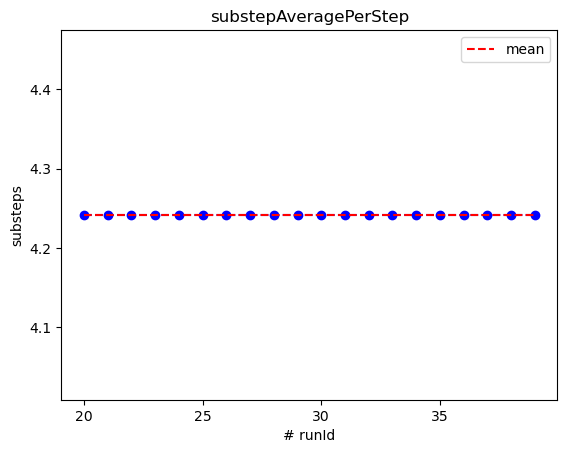 substepAveragePerStep
mean
4.4
4.3
4.2
4.1
substeps
20 25 30 35
# runId